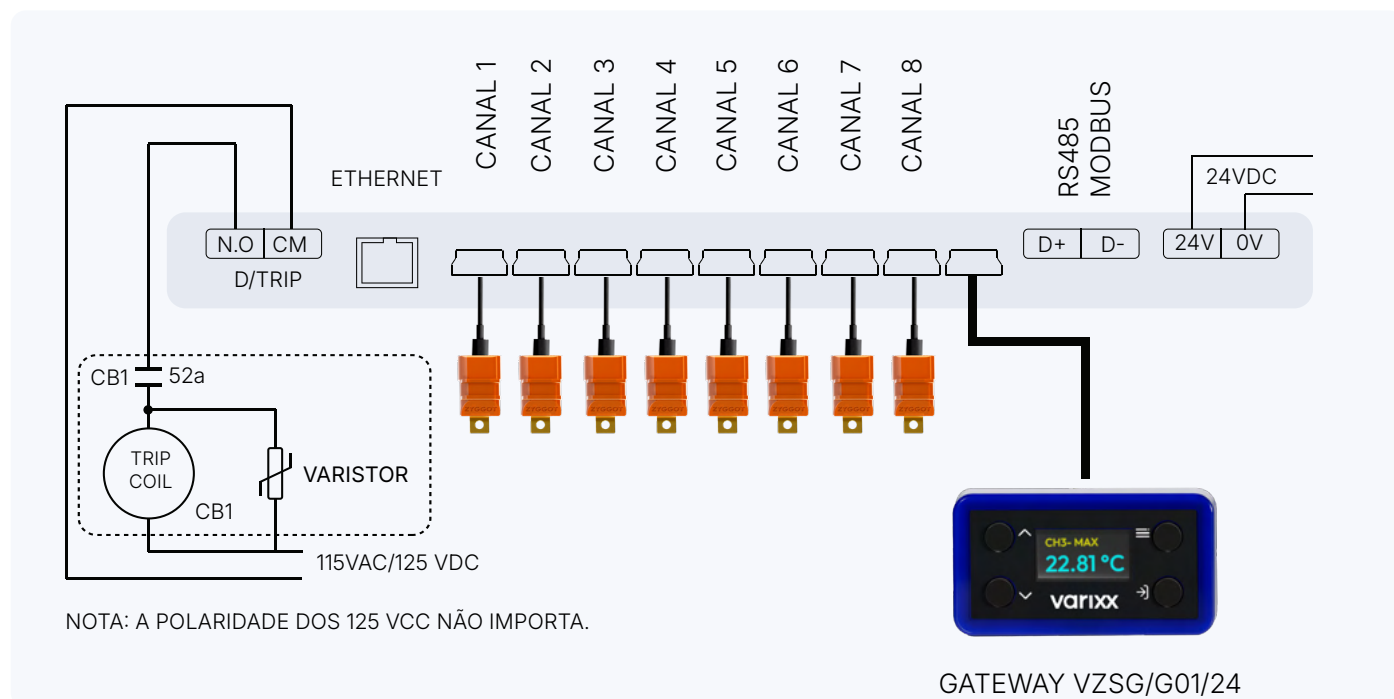 CANAL 1
CANAL 2
CANAL 3
CANAL 4
CANAL 5
CANAL 6
CANAL 7
CANAL 8
RS485
MODBUS
ETHERNET
24VDC
N.O CM
D/TRIP
D+ D-
24V 0V
CB1 52a
TRIP
COIL
VARISTOR
CB1
115VAC/125 VDC
NOTA: A POLARIDADE DOS 125 VCC NÃO IMPORTA.
CH3- MAX
22.81 °C
varixx
GATEWAY VZSG/G01/24